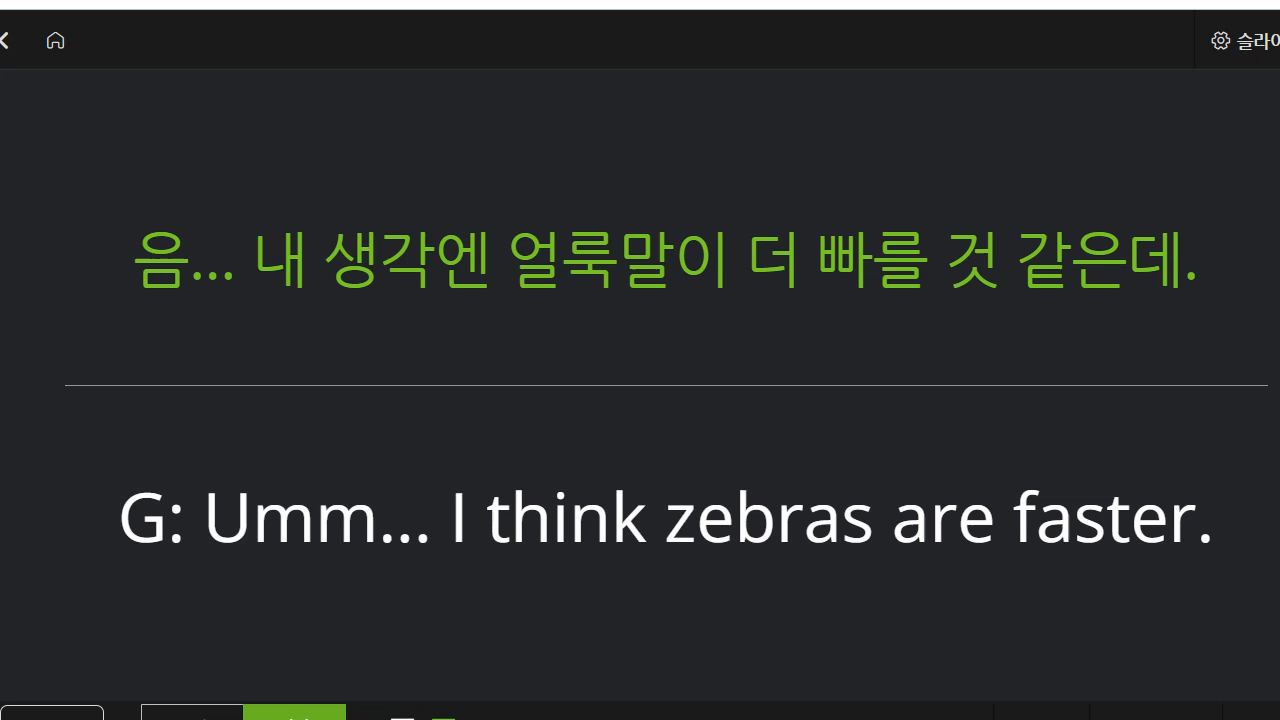 슬라이
음... 내 생각엔 얼룩말이 더 빠를 것 같은데.
G: Umm... I think zebras are faster.